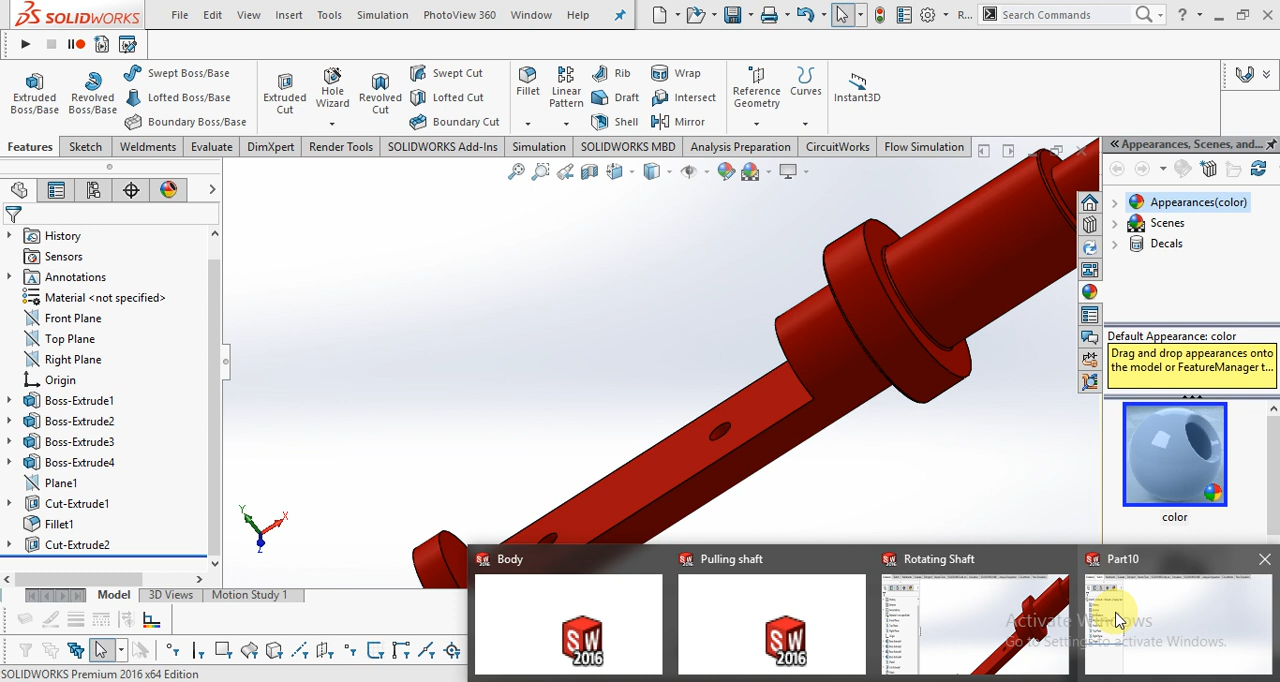 SOLIDWORKS File Edit View Insert Tools Simulation PhotoView 360 Window Help R... Search Commands
Extruded Boss/Base
Revolved Boss/Base
Swept Boss/Base
Lofted Boss/Base
Boundary Boss/Base
Extruded Cut
Hole Wizard
Revolved Cut
Swept Cut
Lofted Cut
Boundary Cut
Fillet
Linear Pattern
Rib
Draft
Shell
Wrap
Intersect
Mirror
Reference Geometry
Curves
Instant3D
Features Sketch Weldments Evaluate DimXpert Render Tools SOLIDWORKS Add-Ins Simulation SOLIDWORKS MBD Analysis Preparation CircuitWorks Flow Simulation
Appearances, Scenes, and...
History
Sensors
Annotations
Material <not specified>
Front Plane
Top Plane
Right Plane
Origin
Boss-Extrude1
Boss-Extrude2
Boss-Extrude3
Boss-Extrude4
Plane1
Cut-Extrude1
Fillet1
Cut-Extrude2
Y
X
Z
Appearances(color)
Scenes
Decals
Default Appearance: color
Drag and drop appearances onto
the model or FeatureManager t...
color
Model 3D Views Motion Study 1
Body
SW
2016
Pulling shaft
SW
2016
Rotating Shaft
Part10
Activate Windows
Go to Settings to activate Windows.
SOLIDWORKS Premium 2016 x64 Edition